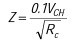 Z = 0.1V_CH / √R_c